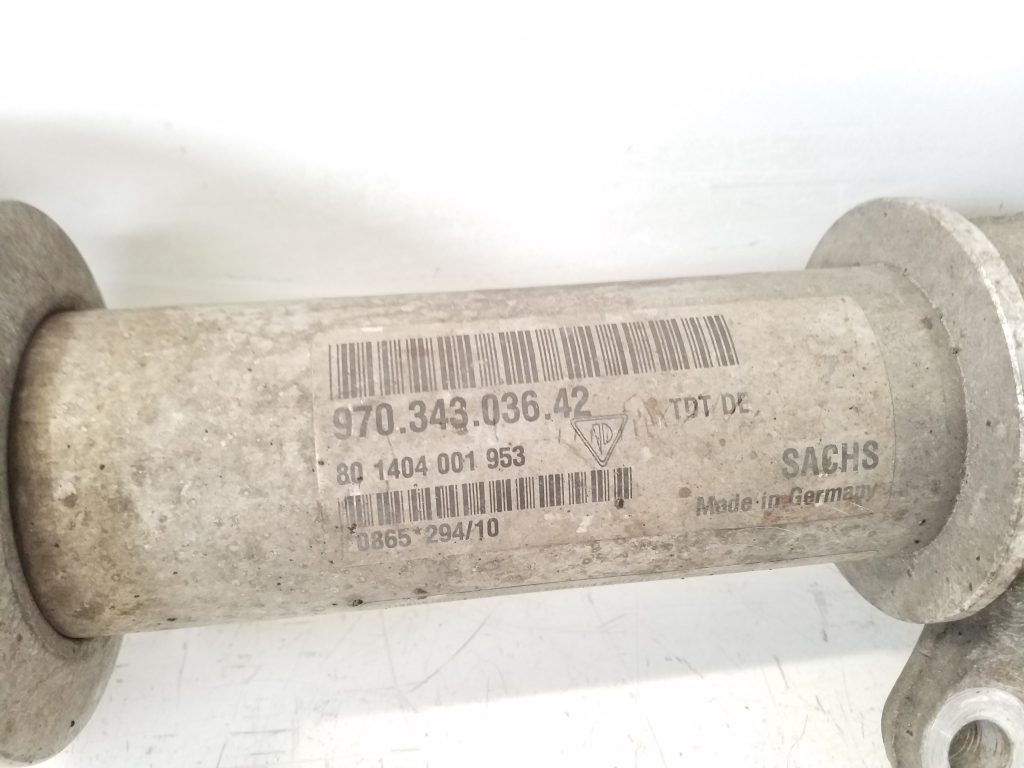 970.343.036.42
TDT DE
80 1404 001 953
SACHS
Made in Germany
*0865*294/10